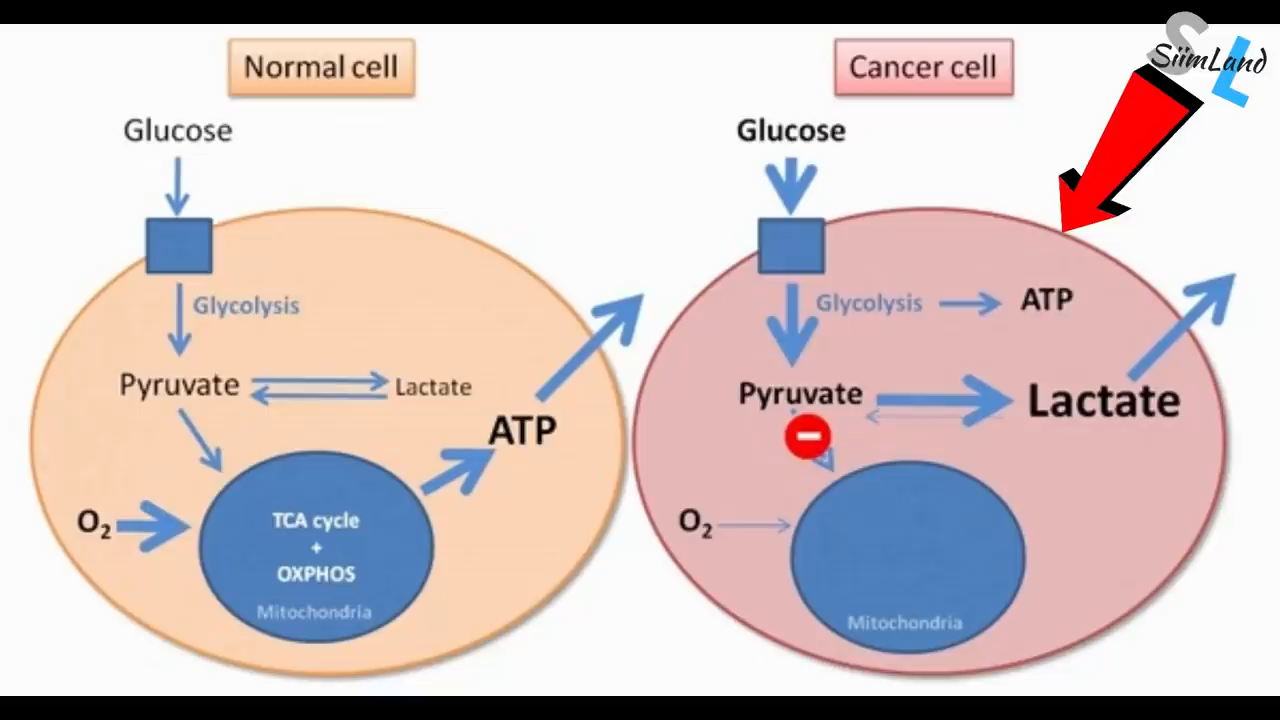 Normal cell
Glucose
Glycolysis
Pyruvate
Lactate
ATP
O₂
TCA cycle
+
OXPHOS
Mitochondria
Cancer cell
Glucose
Glycolysis
ATP
Pyruvate
Lactate
O₂
Mitochondria
SL
SiimLand